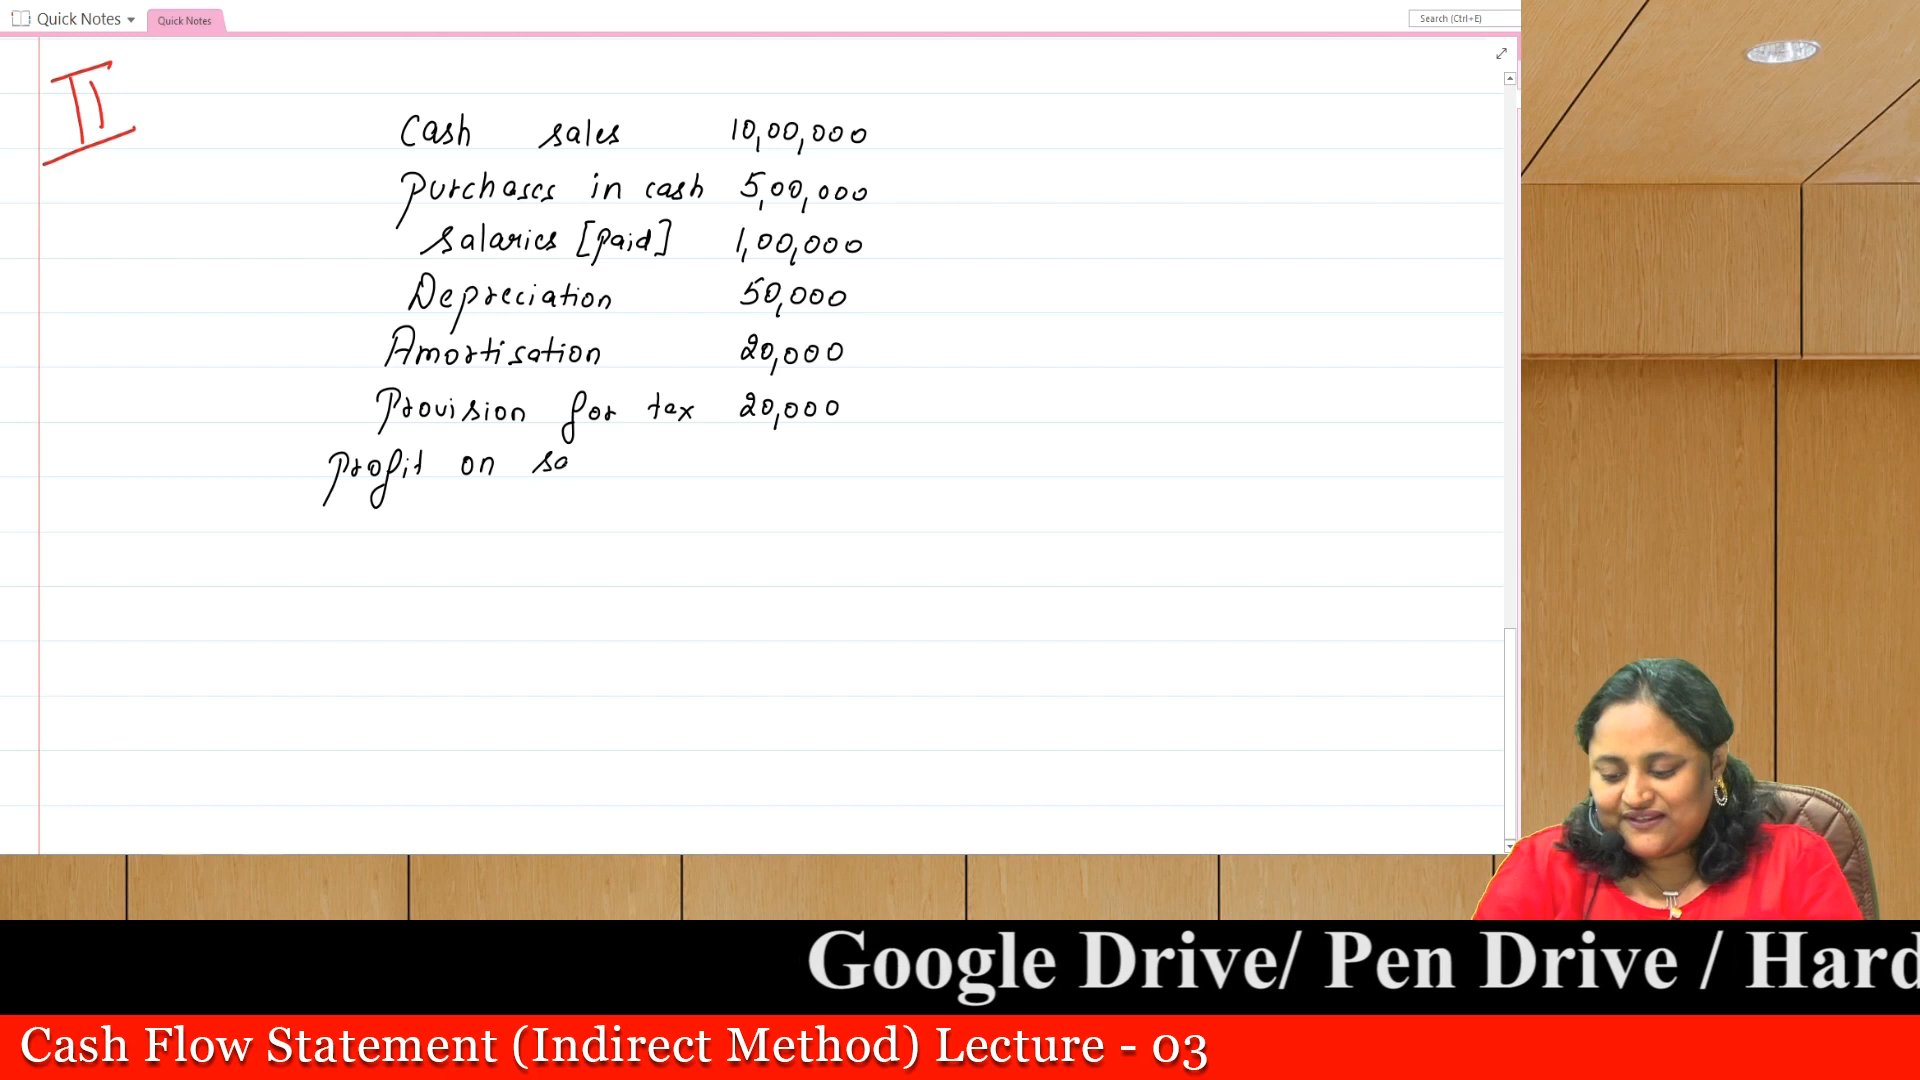 Quick Notes
Quick Notes
Search (Ctrl+E)
II
Cash sales 10,00,000
Purchases in cash 5,00,000
Salaries [paid] 1,00,000
Depreciation 50,000
Amortisation 20,000
Provision for tax 20,000
Profit on sa
Google Drive/ Pen Drive / Hard
Cash Flow Statement (Indirect Method) Lecture - 03